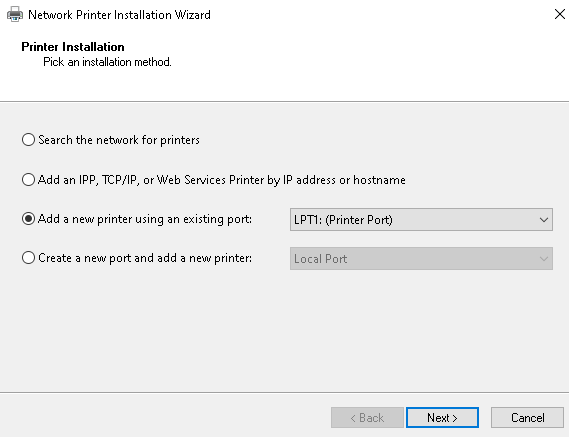 Network Printer Installation Wizard
Printer Installation
Pick an installation method.
Search the network for printers
Add an IPP, TCP/IP, or Web Services Printer by IP address or hostname
Add a new printer using an existing port: LPT1: (Printer Port)
Create a new port and add a new printer: Local Port
< Back Next > Cancel